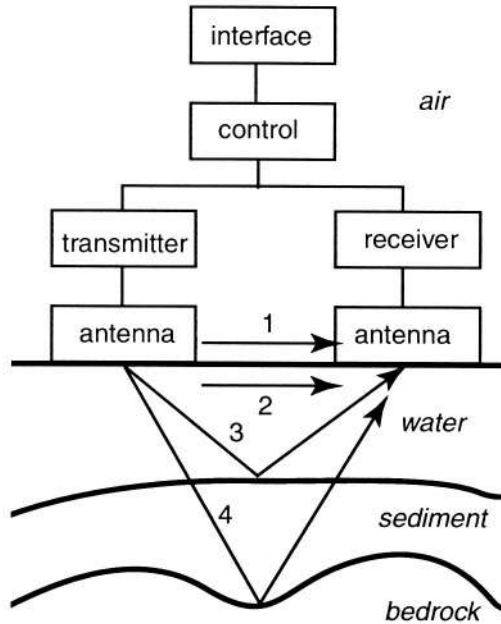 interface
air
control
transmitter
receiver
antenna
1
antenna
2
3
water
4
sediment
bedrock